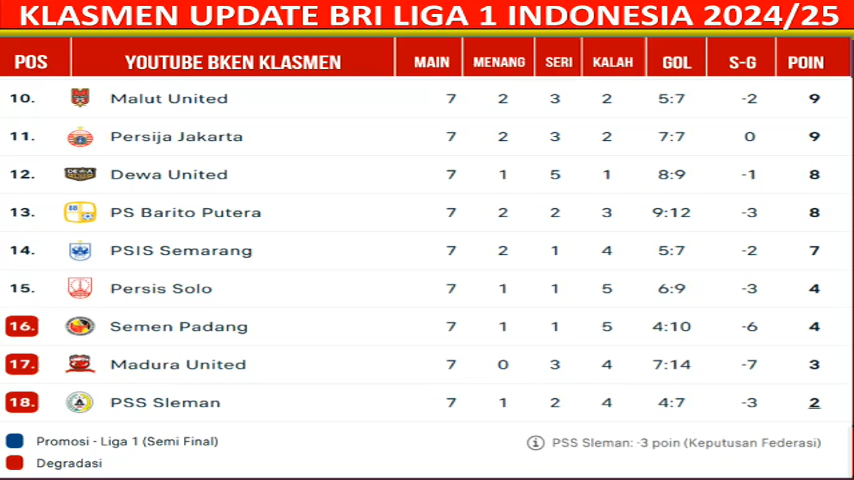 KLASMEN UPDATE BRI LIGA 1 INDONESIA 2024/25
POS YOUTUBE BKEN KLASMEN MAIN MENANG SERI KALAH GOL S-G POIN
10. Malut United 7 2 3 2 5:7 -2 9
11. Persija Jakarta 7 2 3 2 7:7 0 9
12. Dewa United 7 1 5 1 8:9 -1 8
13. PS Barito Putera 7 2 2 3 9:12 -3 8
14. PSIS Semarang 7 2 1 4 5:7 -2 7
15. Persis Solo 7 1 1 5 6:9 -3 4
16. Semen Padang 7 1 1 5 4:10 -6 4
17. Madura United 7 0 3 4 7:14 -7 3
18. PSS Sleman 7 1 2 4 4:7 -3 2
Promosi - Liga 1 (Semi Final) PSS Sleman: -3 poin (Keputusan Federasi)
Degradasi